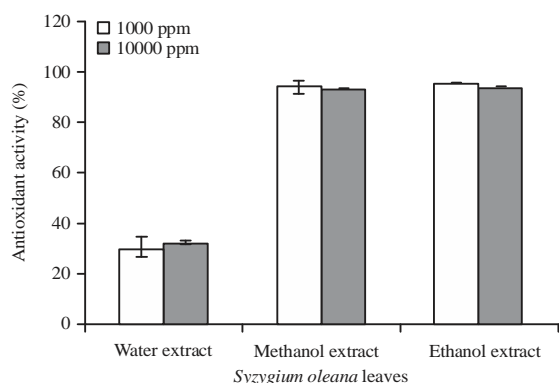 120
100
80
60
40
20
0
Antioxidant activity (%)
1000 ppm
10000 ppm
Water extract Methanol extract Ethanol extract
Syzygium oleana leaves